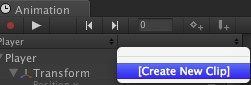 Animation
0
Player
[Create New Clip]
Player
Transform